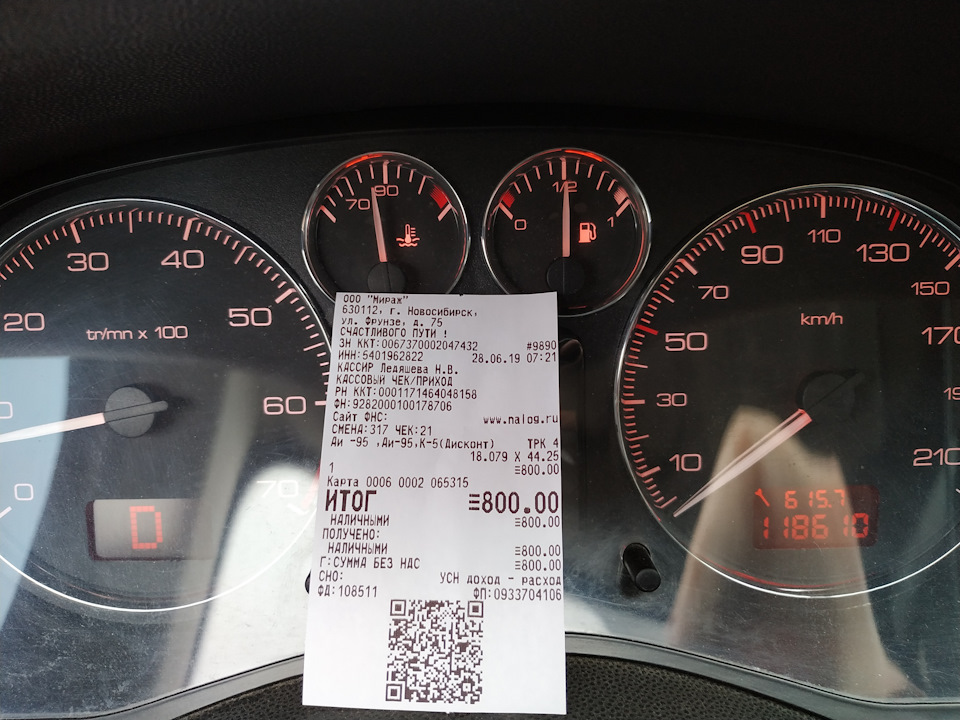 20
30
40
50
60
70
0
0
tr/mn x 100
D
70
90
0
1/2
1
10
30
50
70
90
110
130
150
170
19
210
km/h
615.7
118610
ООО "Мираж"
630112, г. Новосибирск,
ул. Фрунзе, д. 75
СЧАСТЛИВОГО ПУТИ !
ЗН ККТ:0067370002047432 #9890
ИНН:5401962822 28.06.19 07:21
КАССИР Ледяшева Н.В.
КАССОВЫЙ ЧЕК/ПРИХОД
РН ККТ:0001171464048158
ФН:9282000100178706
Сайт ФНС: www.nalog.ru
СМЕНА:317 ЧЕК:21
Аи -95 ,Аи-95,К-5(Дисконт) ТРК 4
18.079 X 44.25
1 ≡800.00
Карта 0006 0002 065315
ИТОГ ≡800.00
НАЛИЧНЫМИ ≡800.00
ПОЛУЧЕНО:
НАЛИЧНЫМИ ≡800.00
Г:СУММА БЕЗ НДС ≡800.00
СНО: УСН доход - расход
ФД:108511 ФП:0933704106